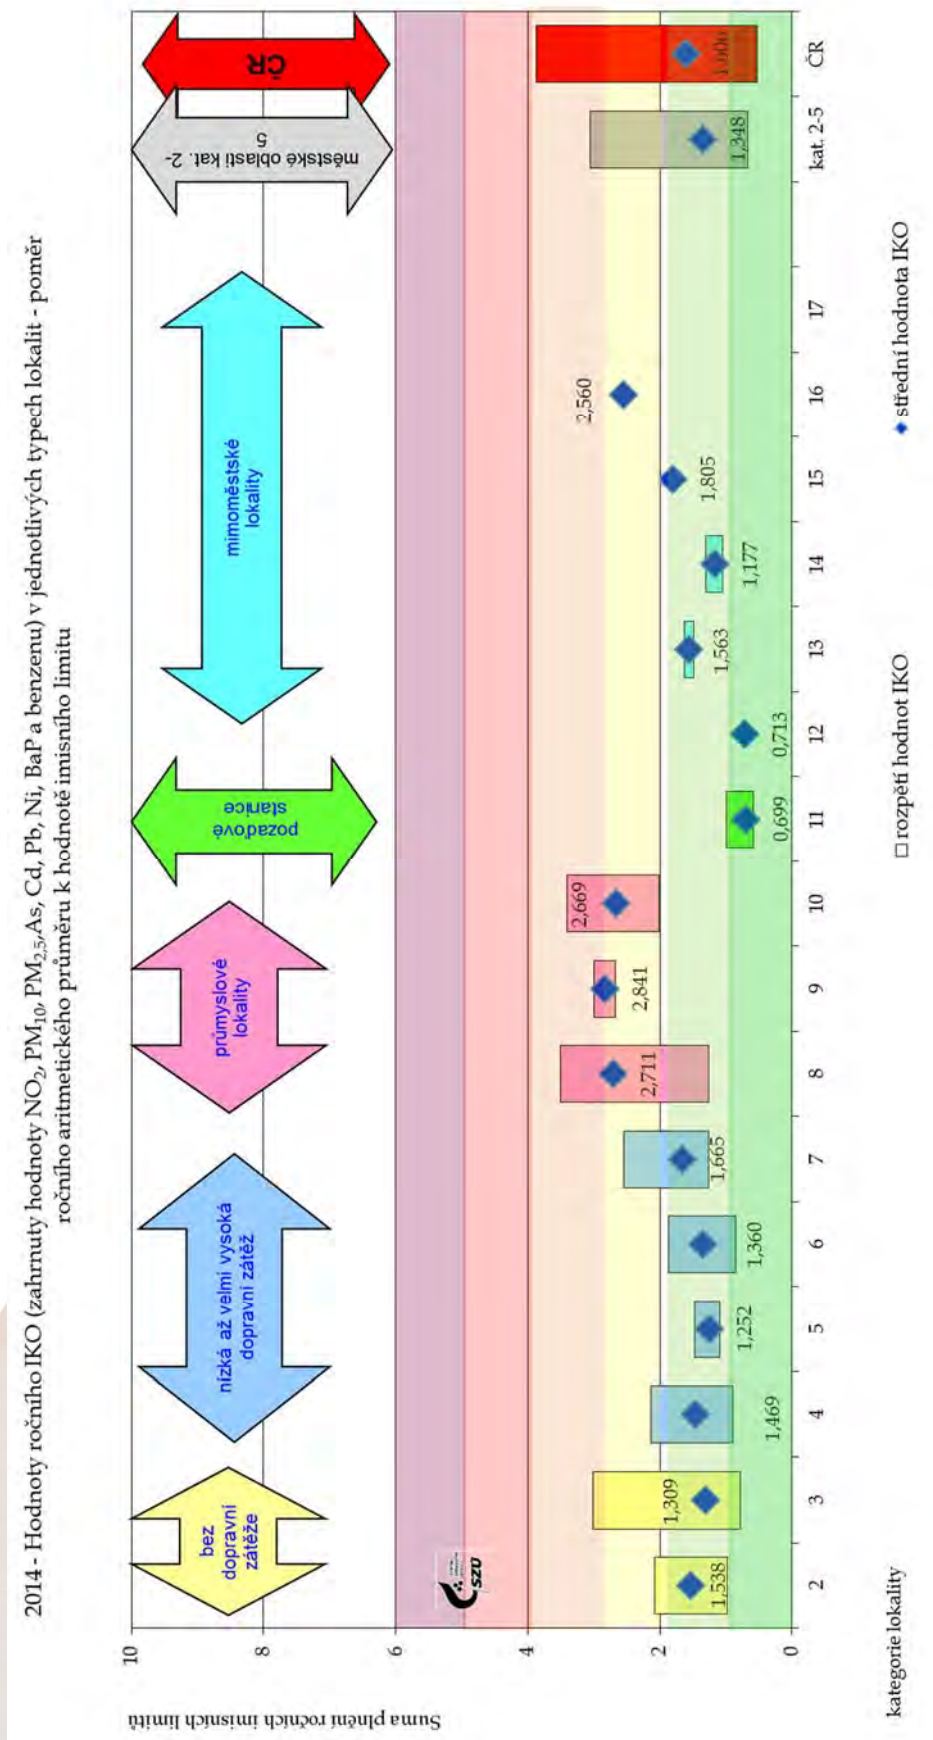 2014 - Hodnoty ročního IKO (zahrnuty hodnoty NO2, PM10, PM2,5, As, Cd, Pb, Ni, BaP a benzenu) v jednotlivých typech lokalit - poměr
ročního aritmetického průměru k hodnotě imisního limitu
Suma plnění ročních imisních limitů
10
8
6
4
2
0
bez
dopravní
zátěže
nízká až velmi vysoká
dopravní zátěž
průmyslové
lokality
pozaďové
stanice
mimoměstské
lokality
městské oblasti kat. 2-
5
ČR
SZÚ
1,538
1,309
1,469
1,252
1,360
1,665
2,711
2,841
2,669
0,699
0,713
1,563
1,177
1,805
2,560
1,348
2
3
4
5
6
7
8
9
10
11
12
13
14
15
16
17
kat. 2-5
ČR
kategorie lokality
rozpětí hodnot IKO
střední hodnota IKO